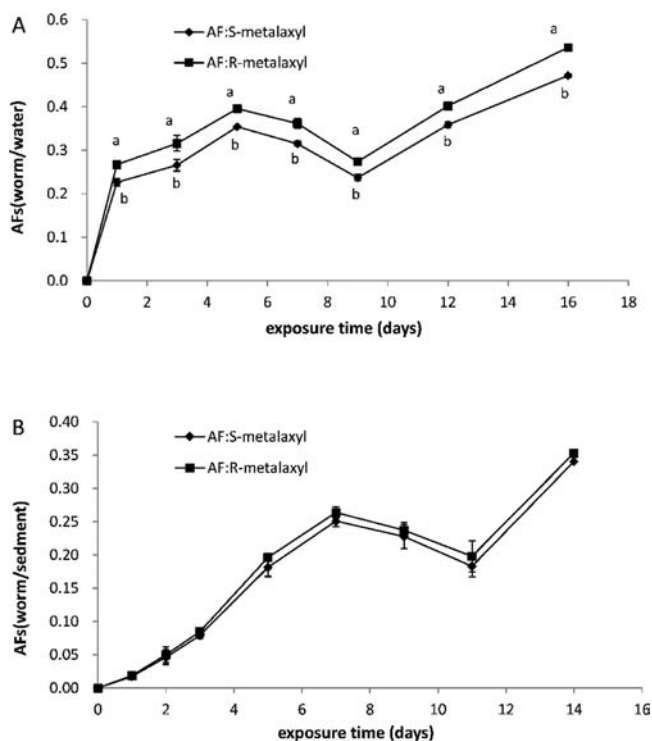 A
AF:S-metalaxyl
AF:R-metalaxyl
AFs(worm/water)
0.6
0.5
0.4
0.3
0.2
0.1
0.0
a a a a a a a
b b b b b b b
0 2 4 6 8 10 12 14 16 18
exposure time (days)
B
AF:S-metalaxyl
AF:R-metalaxyl
AFs(worm/sedment)
0.40
0.35
0.30
0.25
0.20
0.15
0.10
0.05
0.00
0 2 4 6 8 10 12 14 16
exposure time (days)